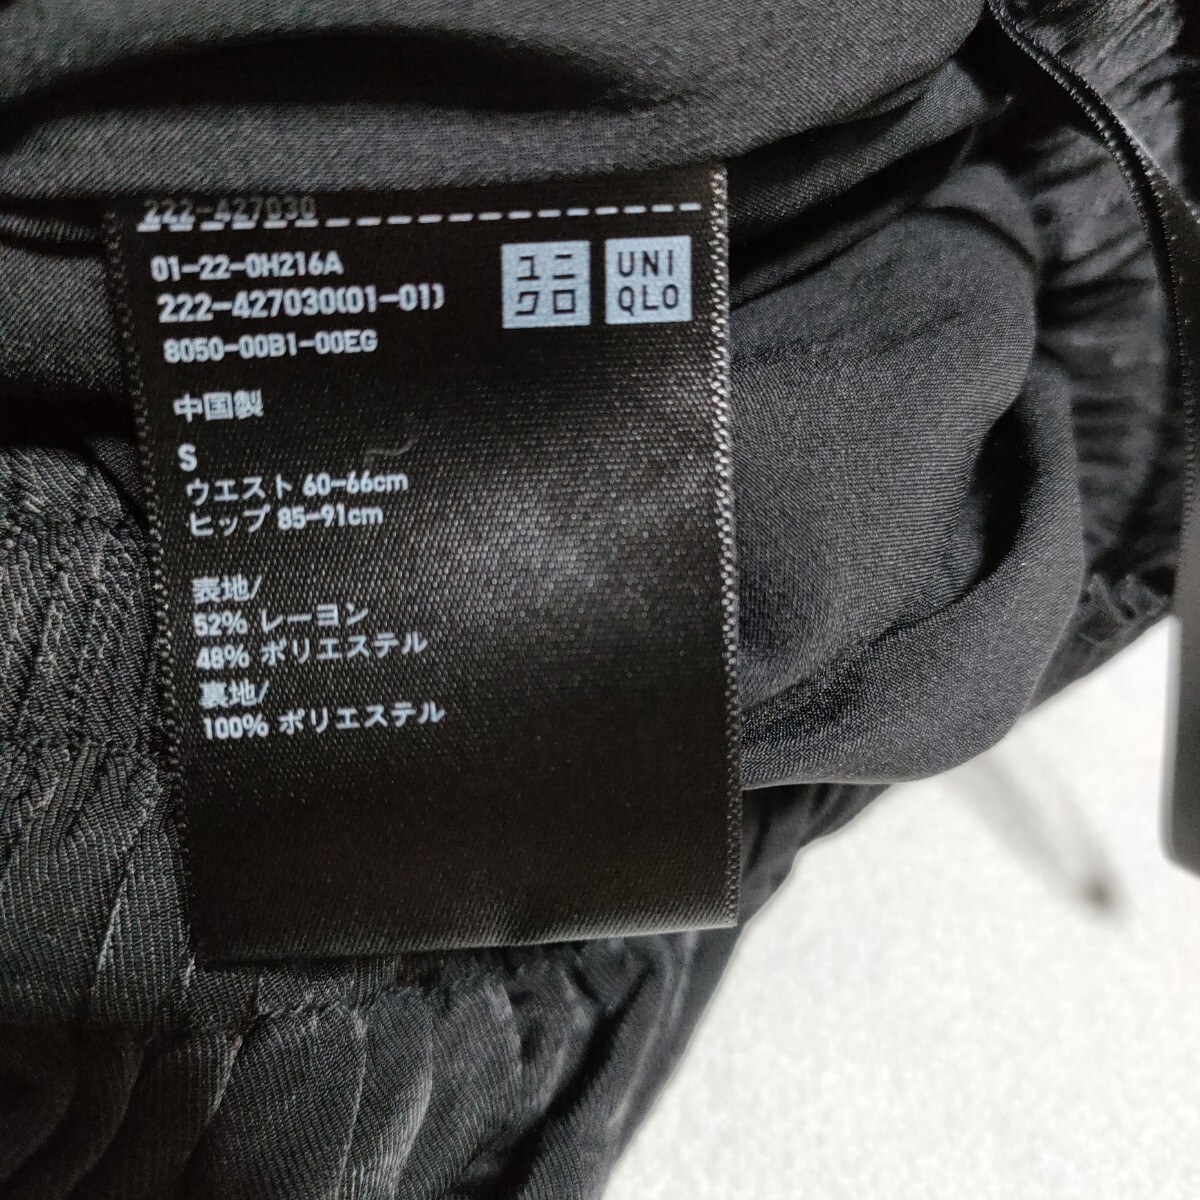 222-427030
01-22-0H216A
222-427030(01-01)
8050-00B1-00EG
ユニ
クロ
UNI
QLO
中国製
S
ウエスト 60-66cm
ヒップ 85-91cm
表地/
52% レーヨン
48% ポリエステル
裏地/
100% ポリエステル